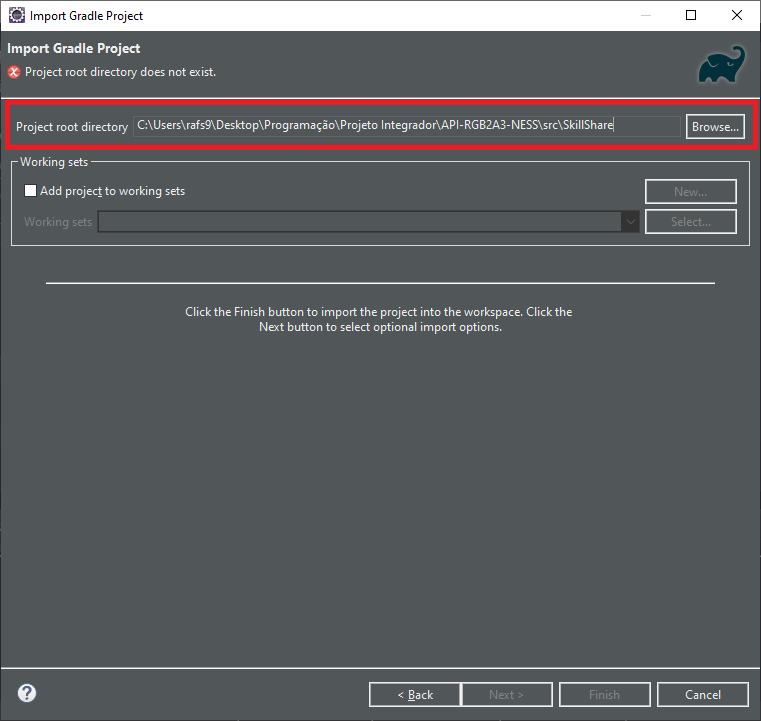 Import Gradle Project
Import Gradle Project
Project root directory does not exist.
Project root directory C:\Users\rafs9\Desktop\Programação\Projeto Integrador\API-RGB2A3-NESS\src\SkillShare Browse...
Working sets
Add project to working sets New...
Working sets Select...
Click the Finish button to import the project into the workspace. Click the
Next button to select optional import options.
? < Back Next > Finish Cancel